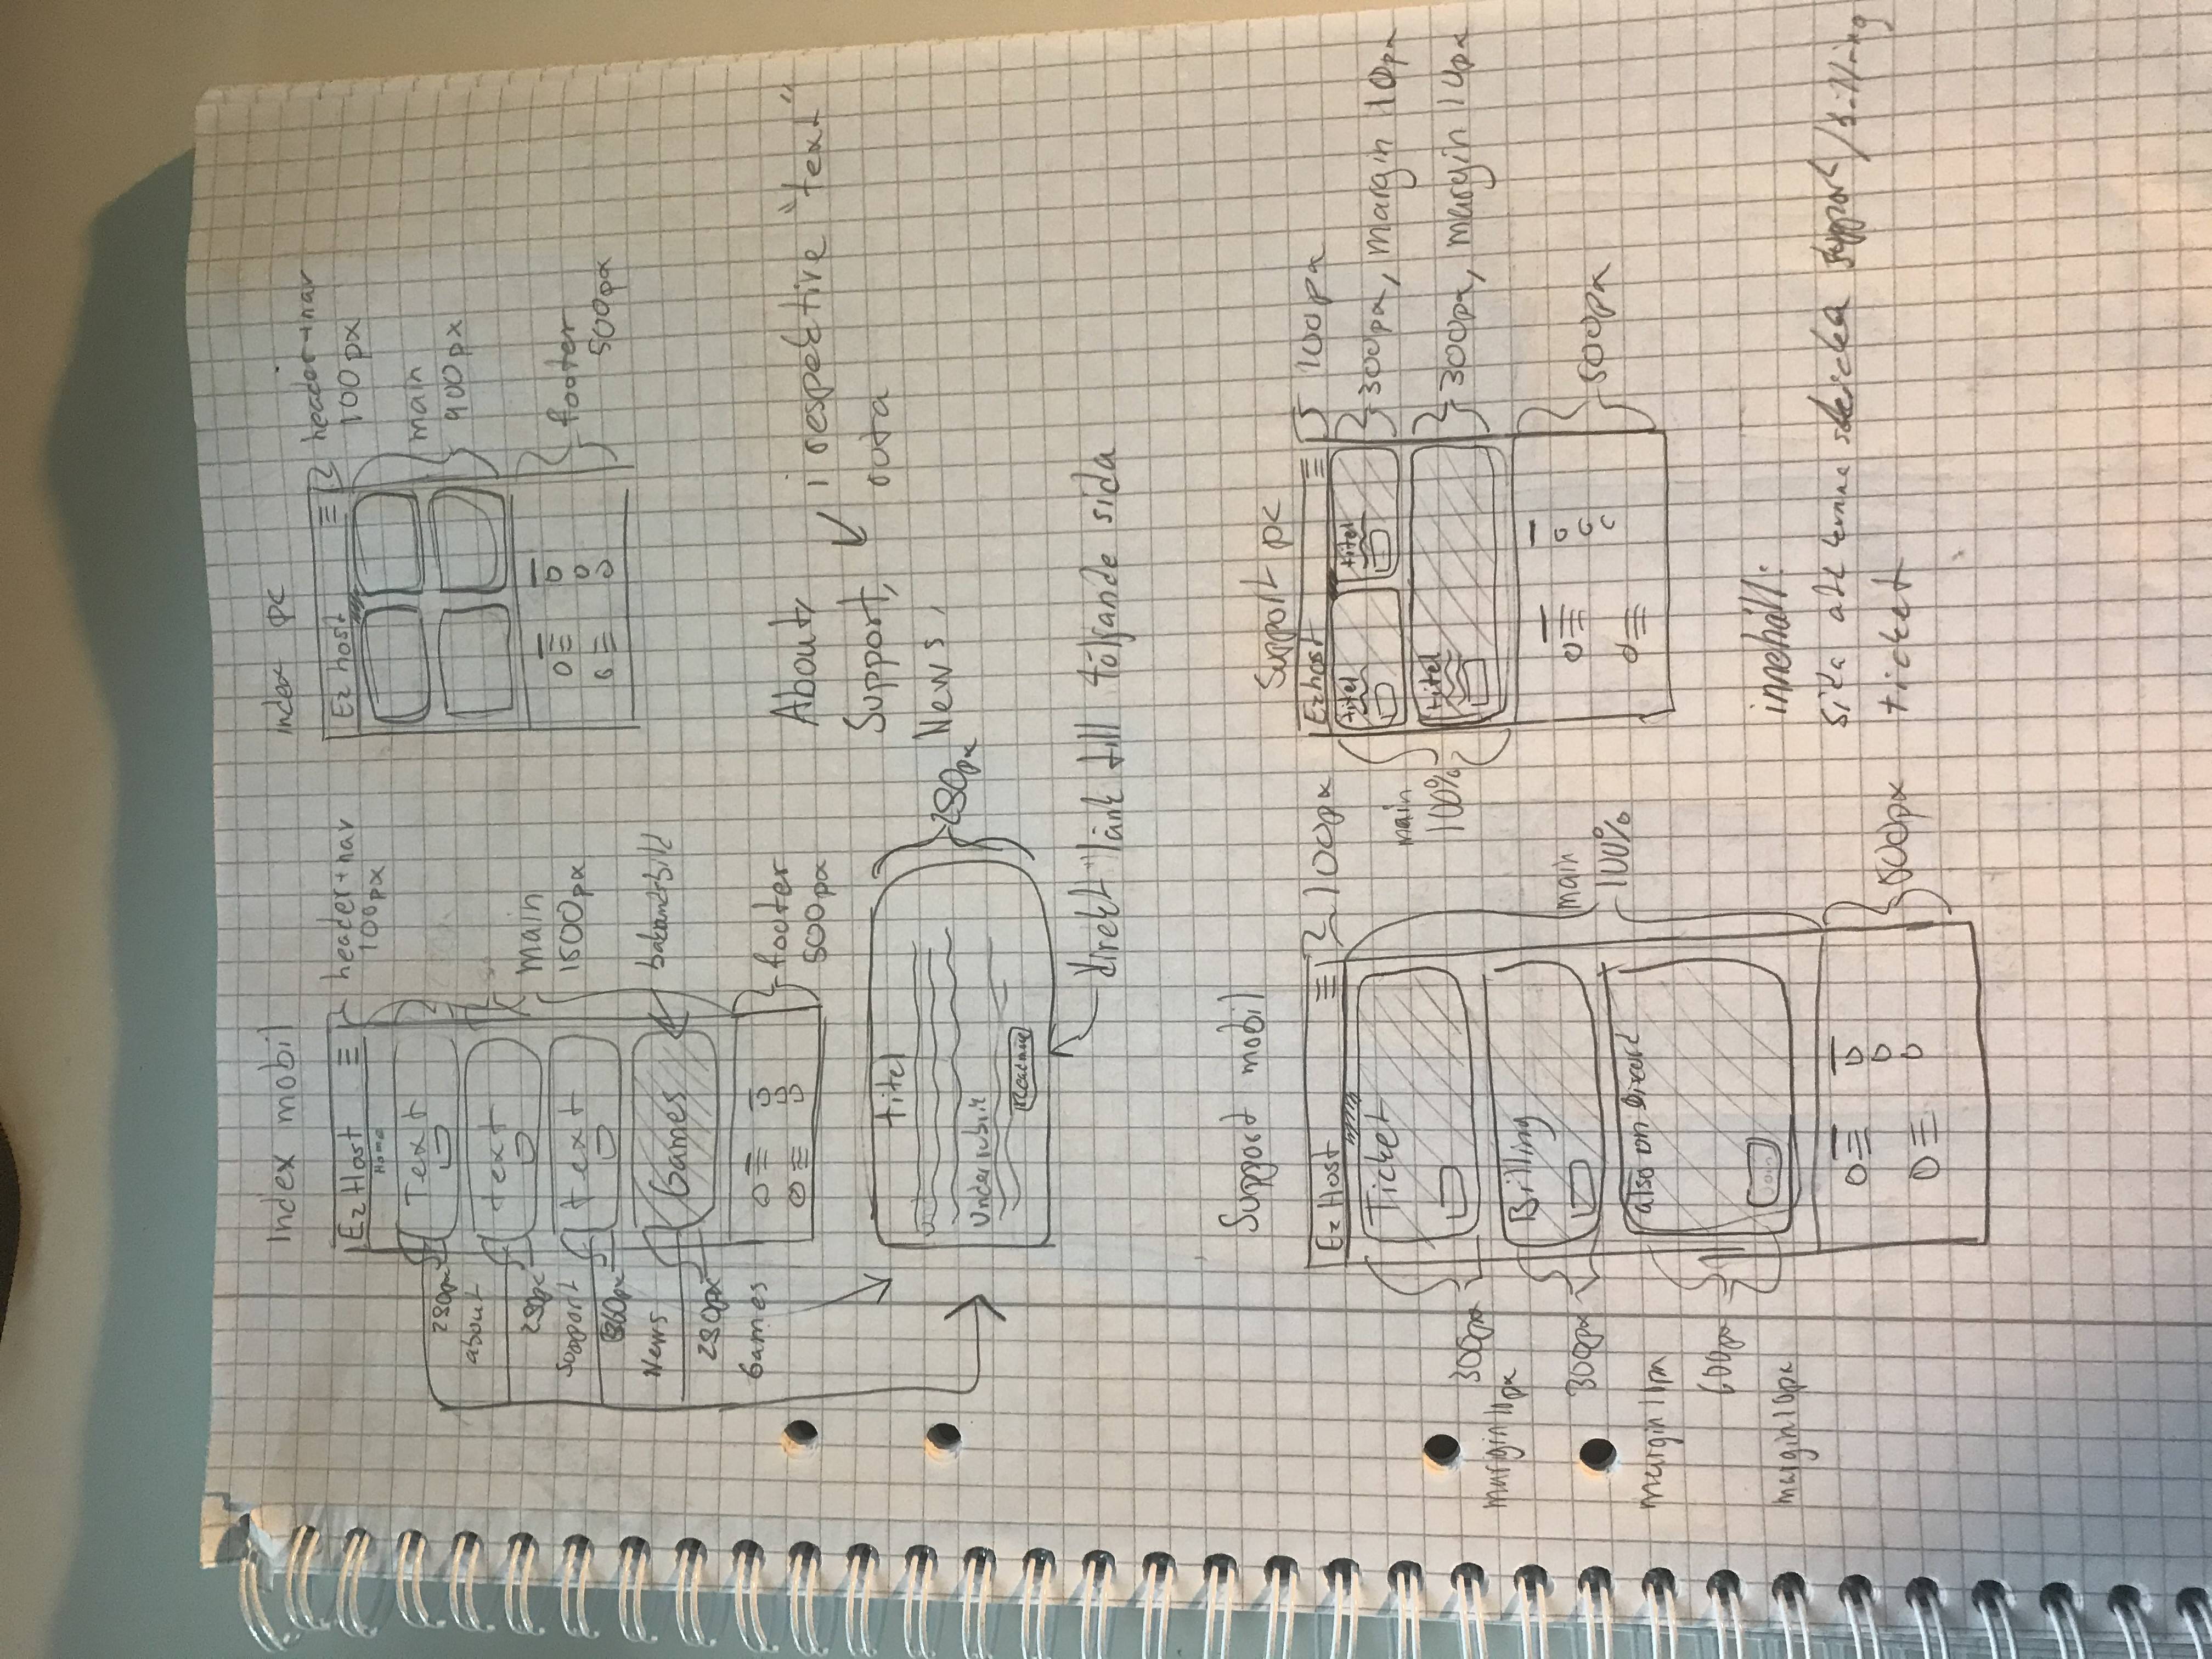 Index mobil
Ez Host
Home
header+nav
100px
Text
280px
about
text
280px
Support
text
News
280px
Games
Games
main
1500px
footer
500px
index pc
Ez host
header+nav
100px
main
900px
footer
500px
titel
Underrubrik
280px
direkt länk till följande sida
About,
Support,
News,
i respektive "text"
ruta
Support mobil
Ez Host
100px
Ticket
300px
margin 10px
Billing
300px
margin 10px
also on Discord
600px
Join
margin 10px
main
100%
500px
Support pc
Ezhost
100px
titel
titel
300px, margin 10px
main
100%
titel
300px, margin 10px
500px
innehåll:
sida att kunna skicka support/billing
ticket